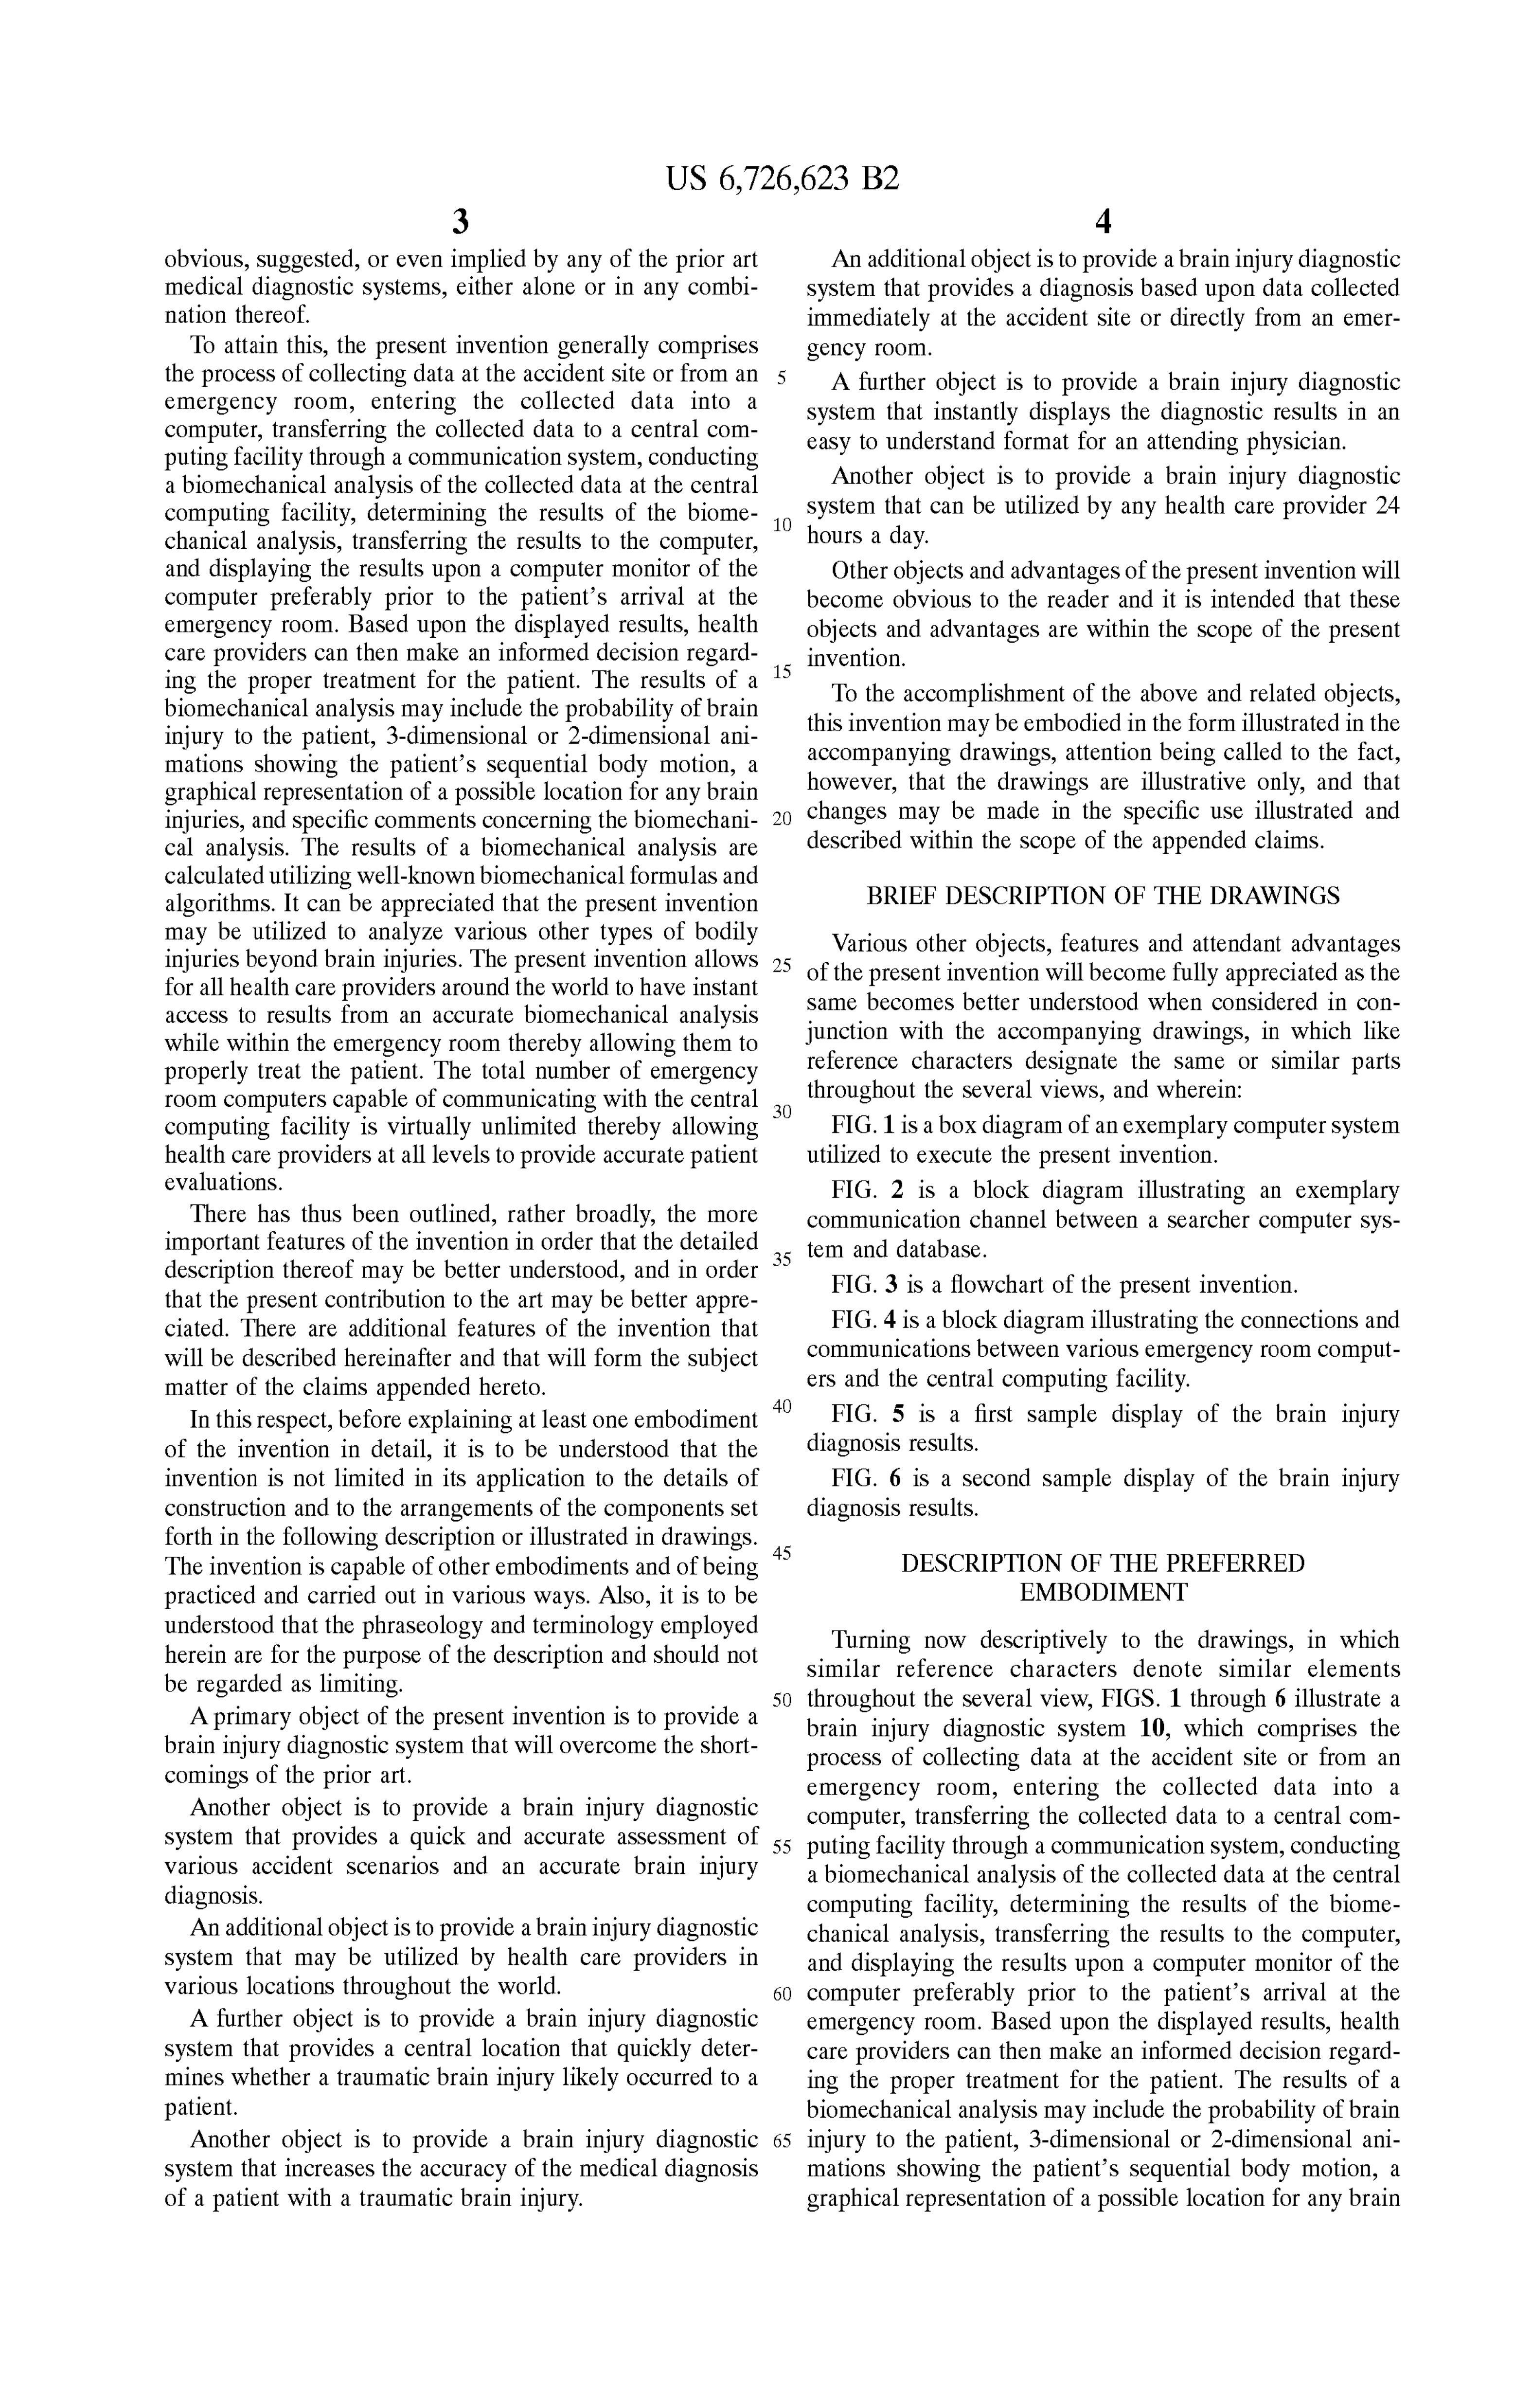 US 6,726,623 B2
3
obvious, suggested, or even implied by any of the prior art
medical diagnostic systems, either alone or in any combi-
nation thereof.
To attain this, the present invention generally comprises
the process of collecting data at the accident site or from an
emergency room, entering the collected data into a
computer, transferring the collected data to a central com-
puting facility through a communication system, conducting
a biomechanical analysis of the collected data at the central
computing facility, determining the results of the biome-
chanical analysis, transferring the results to the computer,
and displaying the results upon a computer monitor of the
computer preferably prior to the patient's arrival at the
emergency room. Based upon the displayed results, health
care providers can then make an informed decision regard-
ing the proper treatment for the patient. The results of a
biomechanical analysis may include the probability of brain
injury to the patient, 3-dimensional or 2-dimensional ani-
mations showing the patient's sequential body motion, a
graphical representation of a possible location for any brain
injuries, and specific comments concerning the biomechani-
cal analysis. The results of a biomechanical analysis are
calculated utilizing well-known biomechanical formulas and
algorithms. It can be appreciated that the present invention
may be utilized to analyze various other types of bodily
injuries beyond brain injuries. The present invention allows
for all health care providers around the world to have instant
access to results from an accurate biomechanical analysis
while within the emergency room thereby allowing them to
properly treat the patient. The total number of emergency
room computers capable of communicating with the central
computing facility is virtually unlimited thereby allowing
health care providers at all levels to provide accurate patient
evaluations.
There has thus been outlined, rather broadly, the more
important features of the invention in order that the detailed
description thereof may be better understood, and in order
that the present contribution to the art may be better appre-
ciated. There are additional features of the invention that
will be described hereinafter and that will form the subject
matter of the claims appended hereto.
In this respect, before explaining at least one embodiment
of the invention in detail, it is to be understood that the
invention is not limited in its application to the details of
construction and to the arrangements of the components set
forth in the following description or illustrated in drawings.
The invention is capable of other embodiments and of being
practiced and carried out in various ways. Also, it is to be
understood that the phraseology and terminology employed
herein are for the purpose of the description and should not
be regarded as limiting.
A primary object of the present invention is to provide a
brain injury diagnostic system that will overcome the short-
comings of the prior art.
Another object is to provide a brain injury diagnostic
system that provides a quick and accurate assessment of
various accident scenarios and an accurate brain injury
diagnosis.
An additional object is to provide a brain injury diagnostic
system that may be utilized by health care providers in
various locations throughout the world.
A further object is to provide a brain injury diagnostic
system that provides a central location that quickly deter-
mines whether a traumatic brain injury likely occurred to a
patient.
Another object is to provide a brain injury diagnostic
system that increases the accuracy of the medical diagnosis
of a patient with a traumatic brain injury.
5
10
15
20
25
30
35
40
45
50
55
60
65
4
An additional object is to provide a brain injury diagnostic
system that provides a diagnosis based upon data collected
immediately at the accident site or directly from an emer-
gency room.
A further object is to provide a brain injury diagnostic
system that instantly displays the diagnostic results in an
easy to understand format for an attending physician.
Another object is to provide a brain injury diagnostic
system that can be utilized by any health care provider 24
hours a day.
Other objects and advantages of the present invention will
become obvious to the reader and it is intended that these
objects and advantages are within the scope of the present
invention.
To the accomplishment of the above and related objects,
this invention may be embodied in the form illustrated in the
accompanying drawings, attention being called to the fact,
however, that the drawings are illustrative only, and that
changes may be made in the specific use illustrated and
described within the scope of the appended claims.
BRIEF DESCRIPTION OF THE DRAWINGS
Various other objects, features and attendant advantages
of the present invention will become fully appreciated as the
same becomes better understood when considered in con-
junction with the accompanying drawings, in which like
reference characters designate the same or similar parts
throughout the several views, and wherein:
FIG. 1 is a box diagram of an exemplary computer system
utilized to execute the present invention.
FIG. 2 is a block diagram illustrating an exemplary
communication channel between a searcher computer sys-
tem and database.
FIG. 3 is a flowchart of the present invention.
FIG. 4 is a block diagram illustrating the connections and
communications between various emergency room comput-
ers and the central computing facility.
FIG. 5 is a first sample display of the brain injury
diagnosis results.
FIG. 6 is a second sample display of the brain injury
diagnosis results.
DESCRIPTION OF THE PREFERRED
EMBODIMENT
Turning now descriptively to the drawings, in which
similar reference characters denote similar elements
throughout the several view, FIGS. 1 through 6 illustrate a
brain injury diagnostic system 10, which comprises the
process of collecting data at the accident site or from an
emergency room, entering the collected data into a
computer, transferring the collected data to a central com-
puting facility through a communication system, conducting
a biomechanical analysis of the collected data at the central
computing facility, determining the results of the biome-
chanical analysis, transferring the results to the computer,
and displaying the results upon a computer monitor of the
computer preferably prior to the patient's arrival at the
emergency room. Based upon the displayed results, health
care providers can then make an informed decision regard-
ing the proper treatment for the patient. The results of a
biomechanical analysis may include the probability of brain
injury to the patient, 3-dimensional or 2-dimensional ani-
mations showing the patient's sequential body motion, a
graphical representation of a possible location for any brain